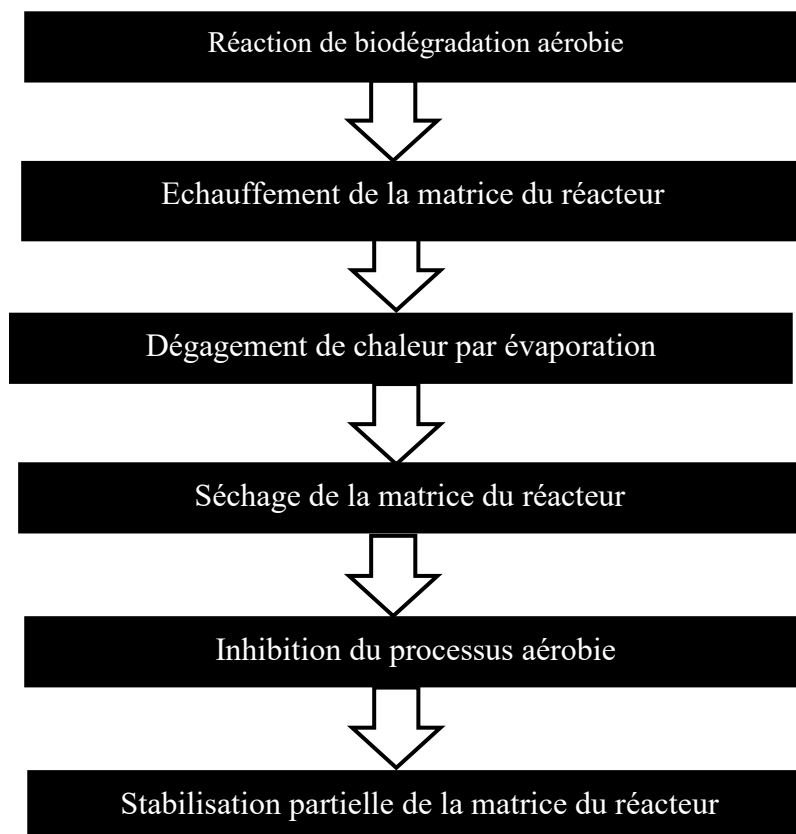 Réaction de biodégradation aérobie
Echauffement de la matrice du réacteur
Dégagement de chaleur par évaporation
Séchage de la matrice du réacteur
Inhibition du processus aérobie
Stabilisation partielle de la matrice du réacteur